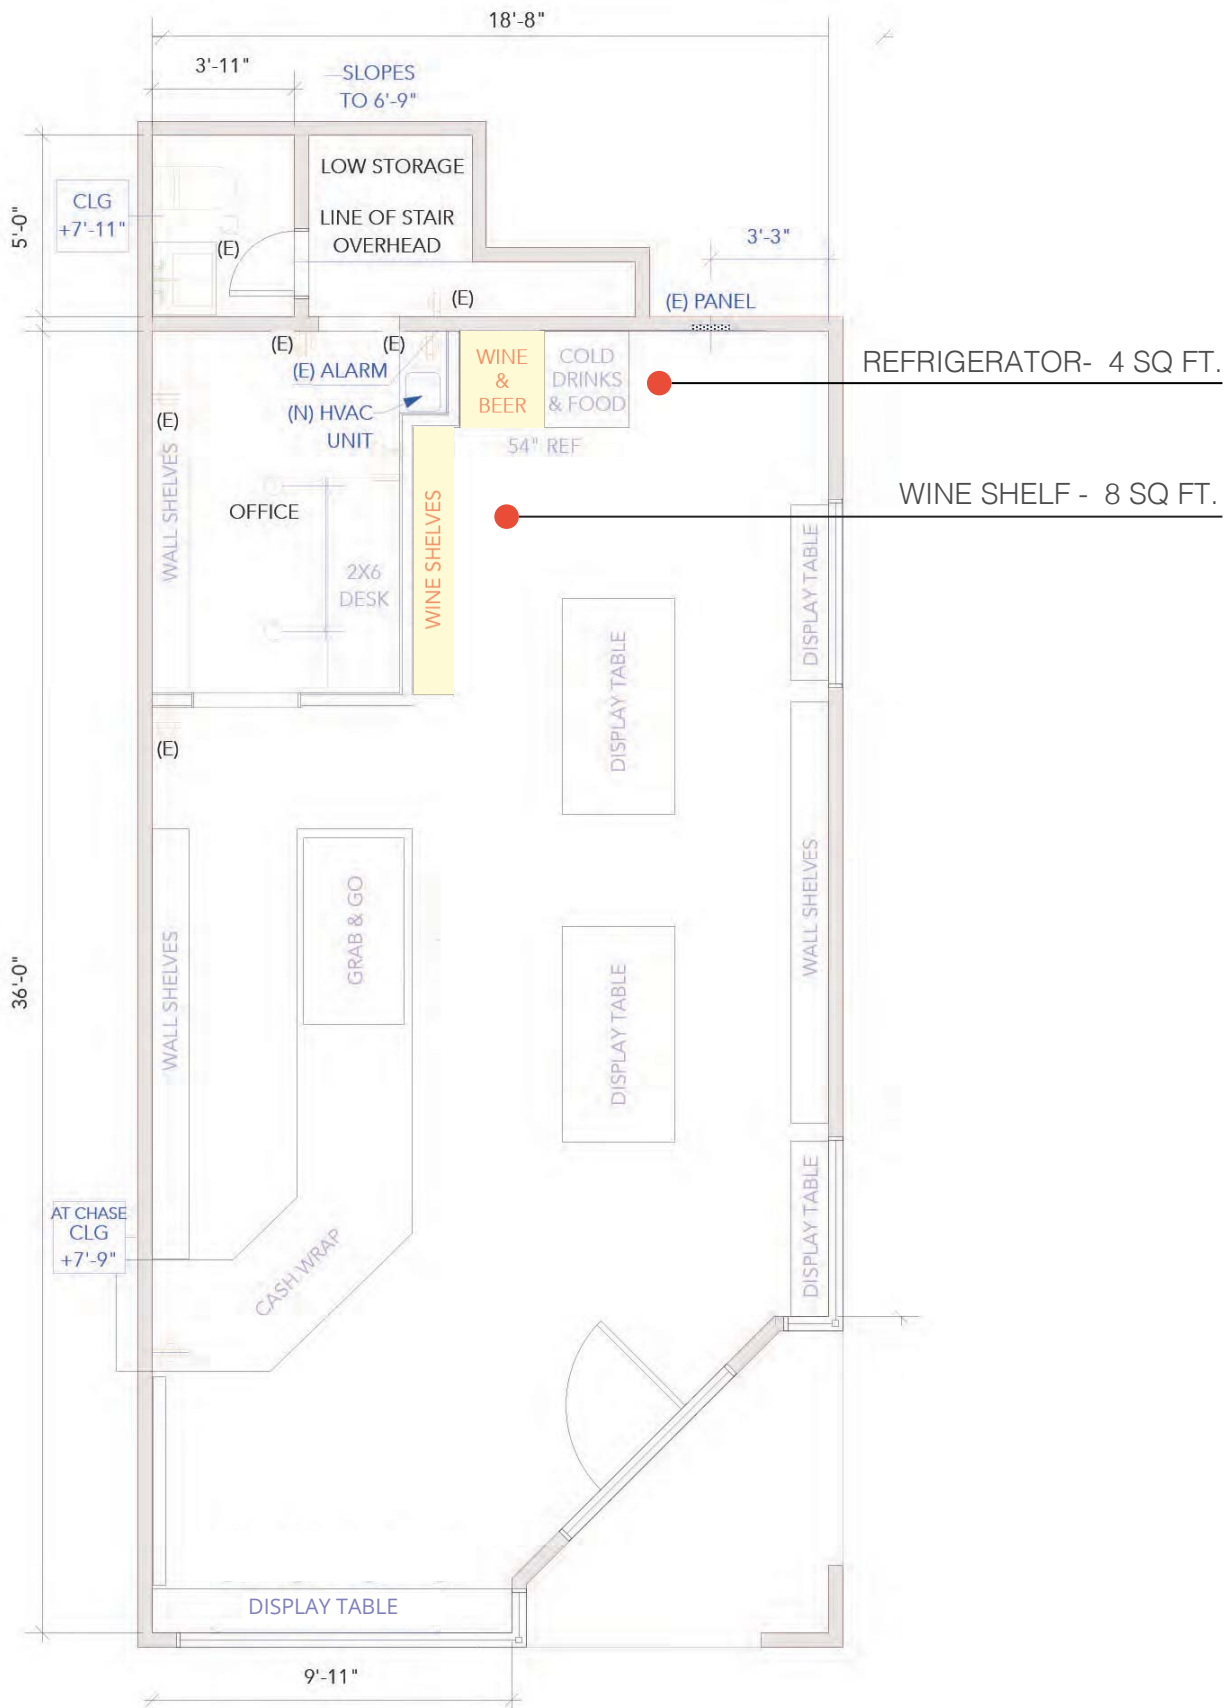 18'-8"
3'-11"
SLOPES
TO 6'-9"
LOW STORAGE
CLG
+7'-11"
5'-0"
LINE OF STAIR
OVERHEAD
(E)
3'-3"
(E)
(E) PANEL
(E)
(E)
(E) ALARM
WINE
&
BEER
COLD
DRINKS
& FOOD
REFRIGERATOR- 4 SQ FT.
(N) HVAC
UNIT
(E)
54" REF
WALL SHELVES
OFFICE
WINE SHELVES
WINE SHELF - 8 SQ FT.
2X6
DESK
DISPLAY TABLE
DISPLAY TABLE
(E)
GRAB & GO
WALL SHELVES
WALL SHELVES
36'-0"
DISPLAY TABLE
AT CHASE
CLG
+7'-9"
CASH WRAP
DISPLAY TABLE
DISPLAY TABLE
9'-11"